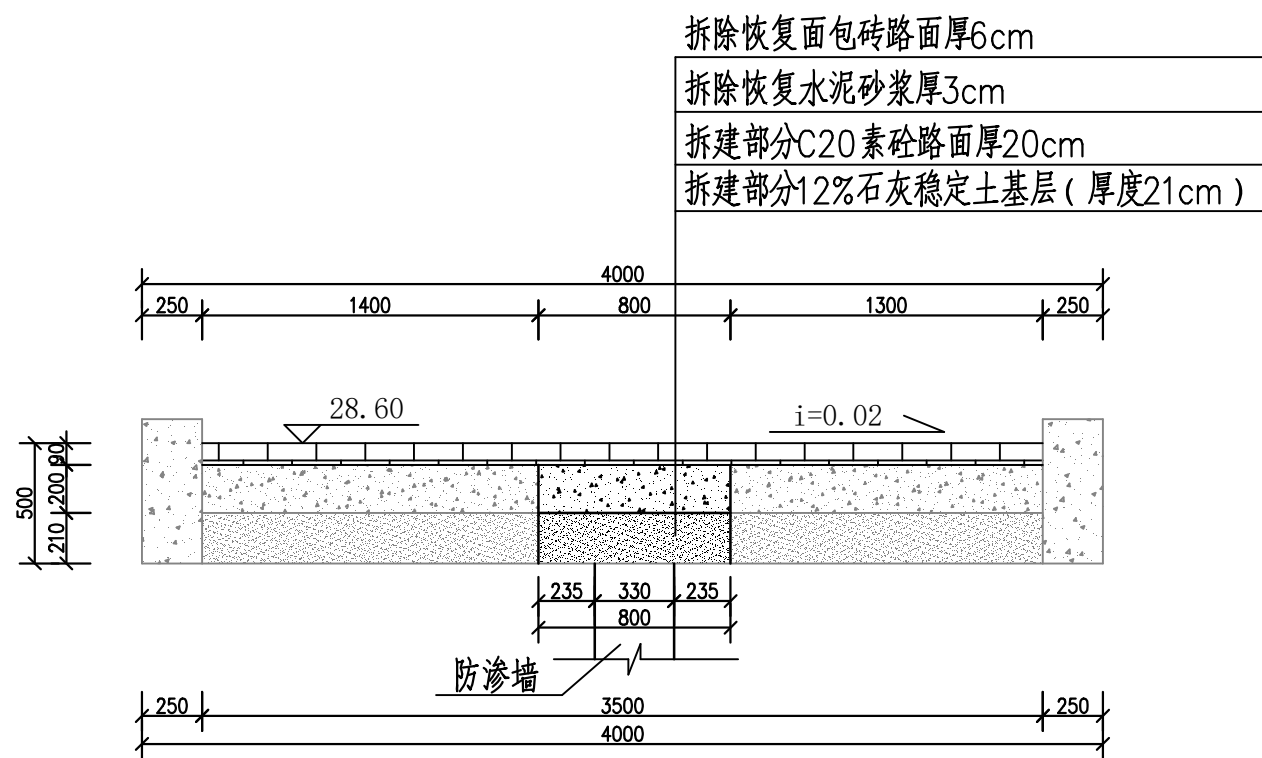 拆除恢复面包砖路面厚6cm
拆除恢复水泥砂浆厚3cm
拆建部分C20素砼路面厚20cm
拆建部分12%石灰稳定土基层（厚度21cm）
4000
250 1400 800 1300 250
28.60 i=0.02
500 210 200 90
235 330 235
800
防渗墙
250 3500 250
4000